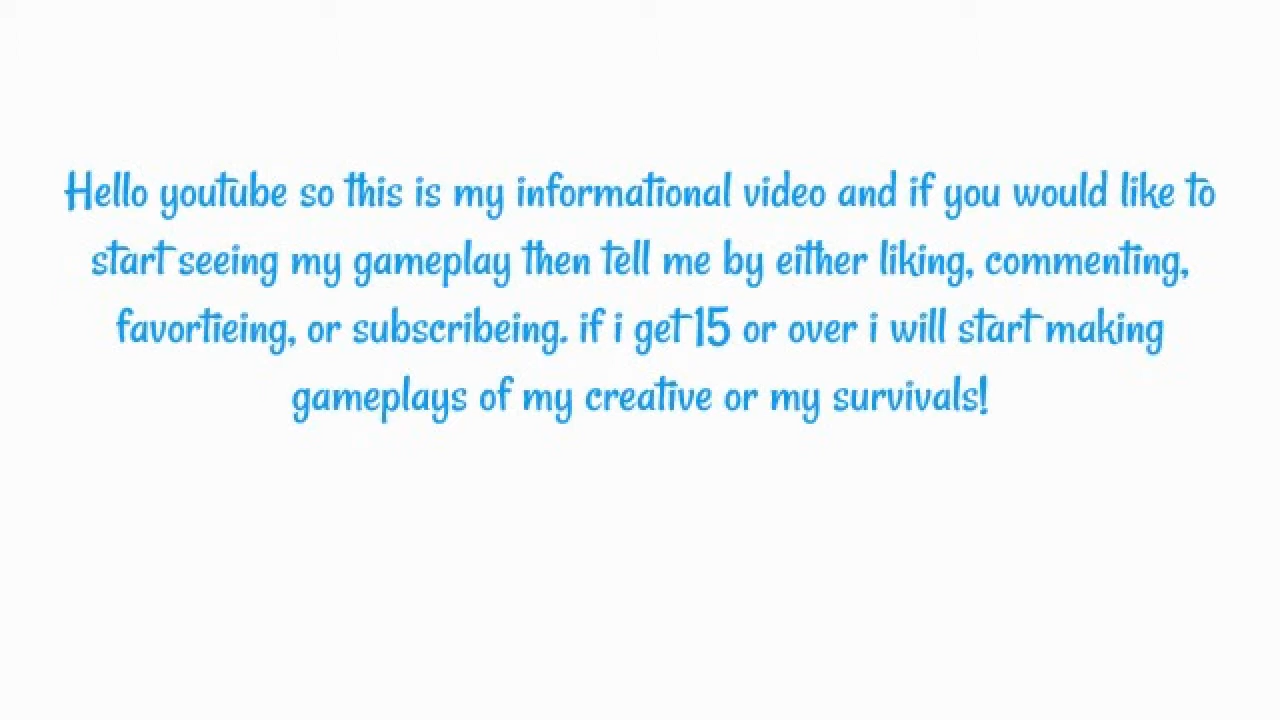 Hello youtube so this is my informational video and if you would like to
start seeing my gameplay then tell me by either liking, commenting,
favortieing, or subscribeing. if i get 15 or over i will start making
gameplays of my creative or my survivals!